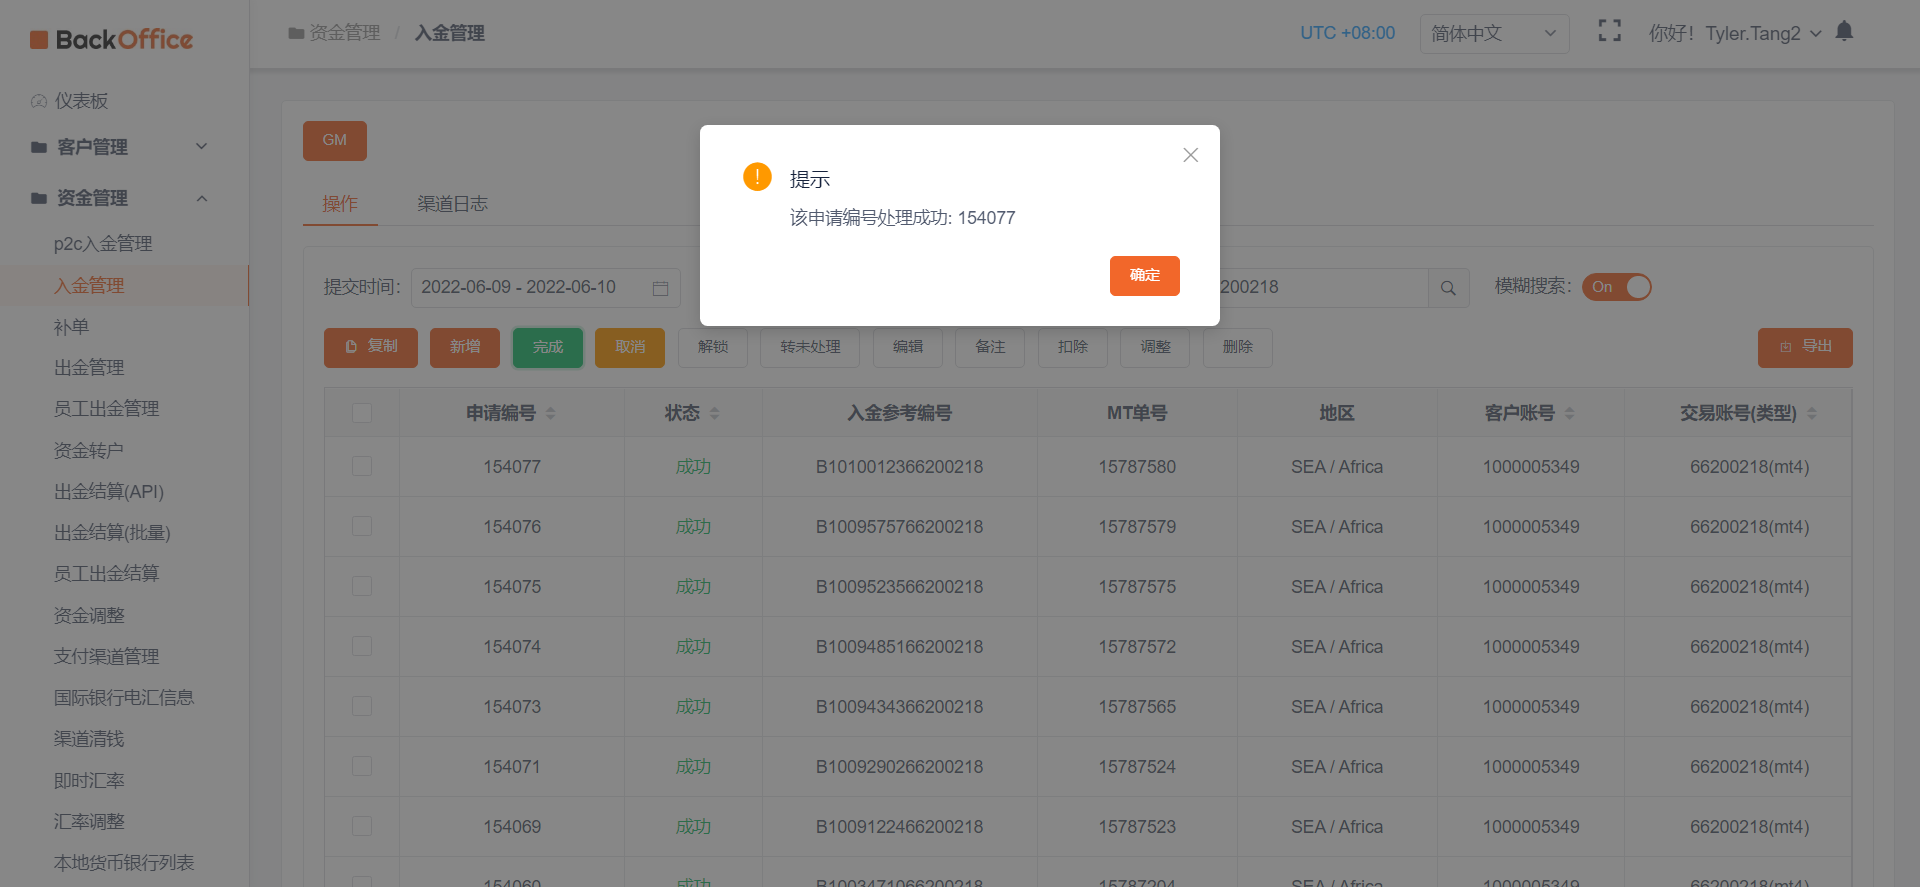 BackOffice
资金管理 / 入金管理
UTC +08:00
简体中文
你好！Tyler.Tang2
仪表板
客户管理
资金管理
p2c入金管理
入金管理
补单
出金管理
员工出金管理
资金转户
出金结算(API)
出金结算(批量)
员工出金结算
资金调整
支付渠道管理
国际银行电汇信息
渠道清钱
即时汇率
汇率调整
本地货币银行列表
GM
操作 渠道日志
提示
该申请编号处理成功: 154077
确定
提交时间: 2022-06-09 - 2022-06-10
200218
模糊搜索: On
复制 新增 完成 取消 解锁 转未处理 编辑 备注 扣除 调整 删除 导出
申请编号 状态 入金参考编号 MT单号 地区 客户账号 交易账号(类型)
154077 成功 B1010012366200218 15787580 SEA / Africa 1000005349 66200218(mt4)
154076 成功 B1009575766200218 15787579 SEA / Africa 1000005349 66200218(mt4)
154075 成功 B1009523566200218 15787575 SEA / Africa 1000005349 66200218(mt4)
154074 成功 B1009485166200218 15787572 SEA / Africa 1000005349 66200218(mt4)
154073 成功 B1009434366200218 15787565 SEA / Africa 1000005349 66200218(mt4)
154071 成功 B1009290266200218 15787524 SEA / Africa 1000005349 66200218(mt4)
154069 成功 B1009122466200218 15787523 SEA / Africa 1000005349 66200218(mt4)
154060 成功 B1003471066200218 15787204 SEA / Africa 1000005349 66200218(mt4)